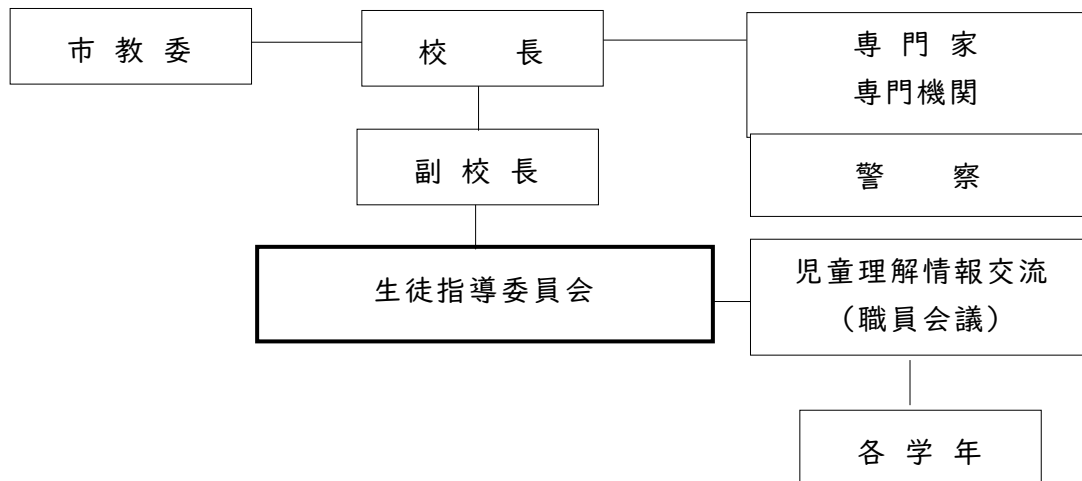 市教委
校　長
専門家
専門機関
副校長
警　察
生徒指導委員会
児童理解情報交流
（職員会議）
各学年